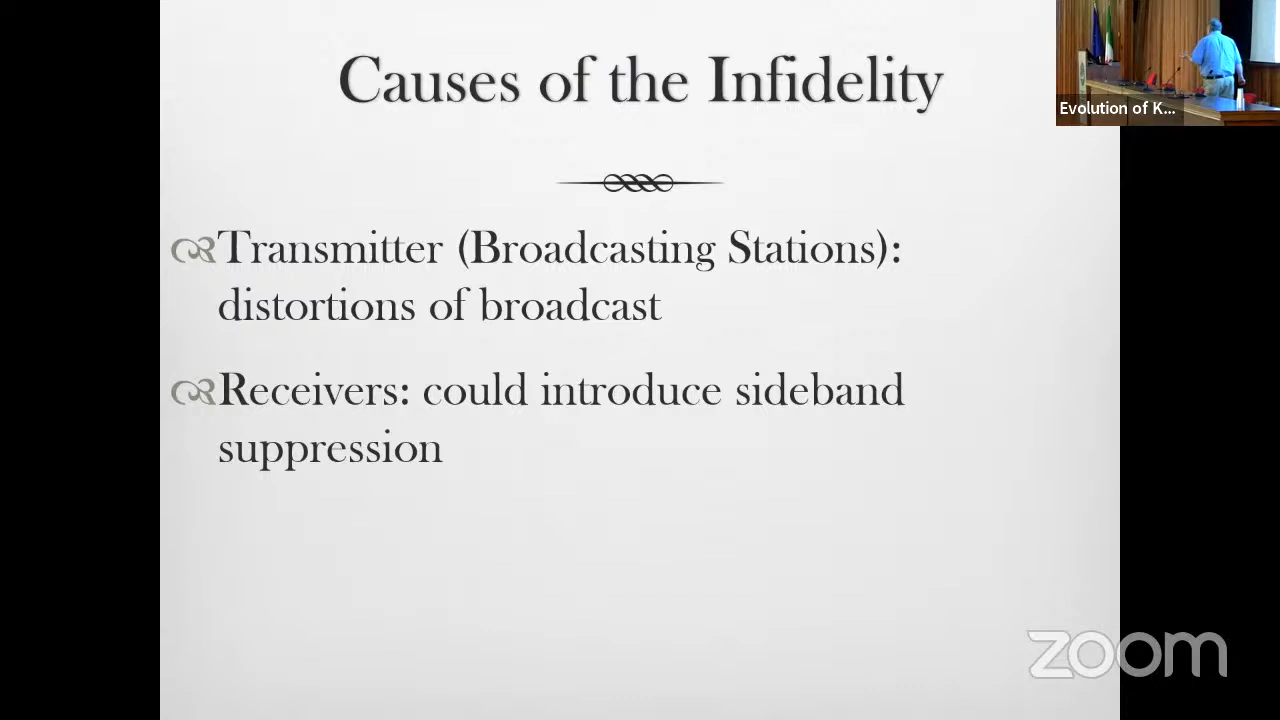 Causes of the Infidelity
Evolution of K...
Transmitter (Broadcasting Stations):
distortions of broadcast
Receivers: could introduce sideband
suppression
zoom